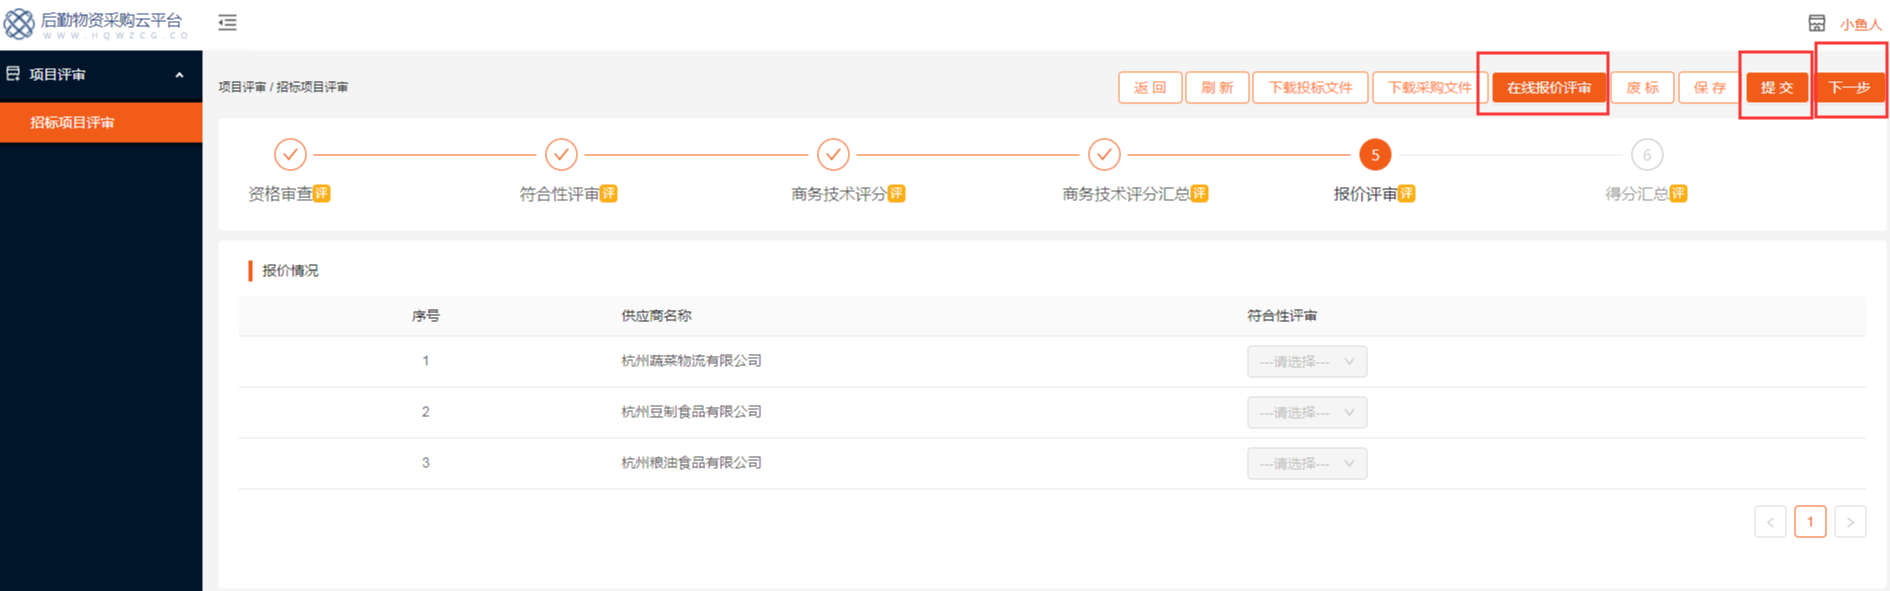 后勤物资采购云平台
WWW.HQWZCG.CO
小鱼人
项目评审
招标项目评审
项目评审 / 招标项目评审
返 回 刷 新 下载投标文件 下载采购文件 在线报价评审 废 标 保 存 提 交 下一步
5 6
资格审查评 符合性评审评 商务技术评分评 商务技术评分汇总评 报价评审评 得分汇总评
报价情况
序号 供应商名称 符合性评审
1 杭州蔬菜物流有限公司 ---请选择---
2 杭州豆制食品有限公司 ---请选择---
3 杭州粮油食品有限公司 ---请选择---
< 1 >